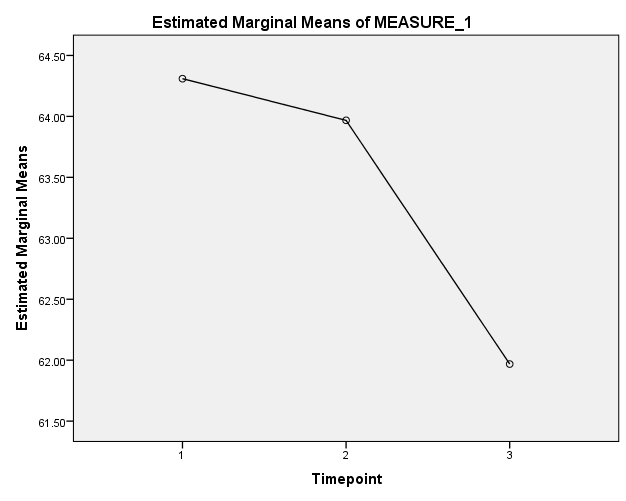 Estimated Marginal Means of MEASURE_1
64.50
64.00
63.50
63.00
62.50
62.00
61.50
Estimated Marginal Means
1 2 3
Timepoint